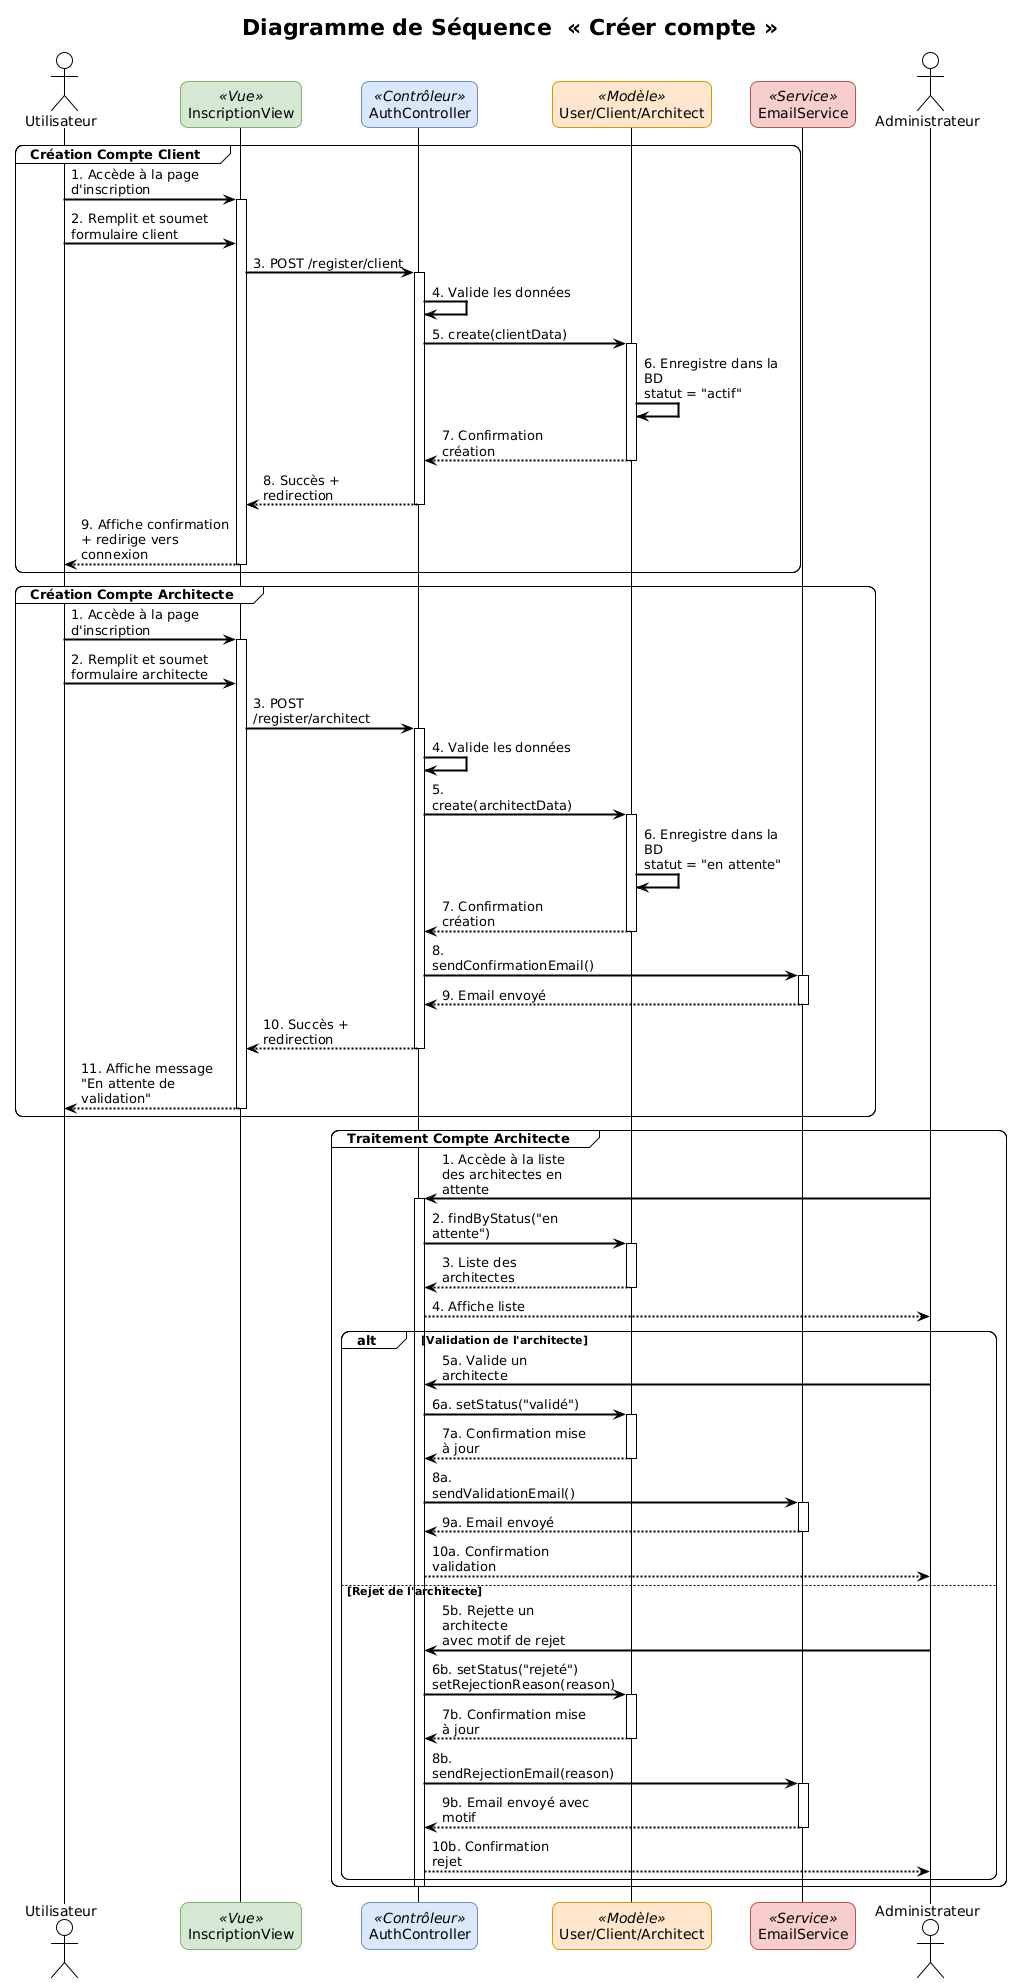 Diagramme de Séquence « Créer compte »
Utilisateur
«Vue»
InscriptionView
«Contrôleur»
AuthController
«Modèle»
User/Client/Architect
«Service»
EmailService
Administrateur
Création Compte Client
1. Accède à la page
d'inscription
2. Remplit et soumet
formulaire client
3. POST /register/client
4. Valide les données
5. create(clientData)
6. Enregistre dans la
BD
statut = "actif"
7. Confirmation
création
8. Succès +
redirection
9. Affiche confirmation
+ redirige vers
connexion
Création Compte Architecte
1. Accède à la page
d'inscription
2. Remplit et soumet
formulaire architecte
3. POST
/register/architect
4. Valide les données
5.
create(architectData)
6. Enregistre dans la
BD
statut = "en attente"
7. Confirmation
création
8.
sendConfirmationEmail()
9. Email envoyé
10. Succès +
redirection
11. Affiche message
"En attente de
validation"
Traitement Compte Architecte
1. Accède à la liste
des architectes en
attente
2. findByStatus("en
attente")
3. Liste des
architectes
4. Affiche liste
alt
[Validation de l'architecte]
5a. Valide un
architecte
6a. setStatus("validé")
7a. Confirmation mise
à jour
8a.
sendValidationEmail()
9a. Email envoyé
10a. Confirmation
validation
[Rejet de l'architecte]
5b. Rejette un
architecte
avec motif de rejet
6b. setStatus("rejeté")
setRejectionReason(reason)
7b. Confirmation mise
à jour
8b.
sendRejectionEmail(reason)
9b. Email envoyé avec
motif
10b. Confirmation
rejet
Utilisateur
«Vue»
InscriptionView
«Contrôleur»
AuthController
«Modèle»
User/Client/Architect
«Service»
EmailService
Administrateur